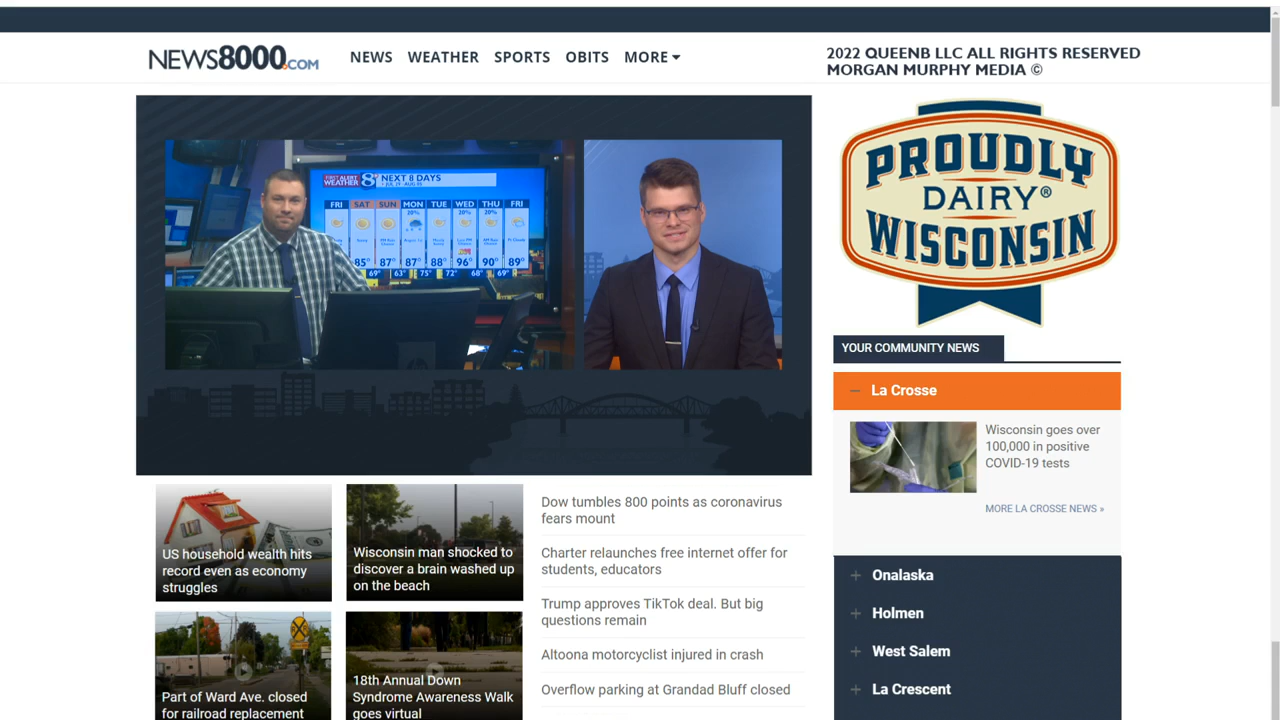 NEWS8000.COM
NEWS WEATHER SPORTS OBITS MORE
2022 QUEENB LLC ALL RIGHTS RESERVED
MORGAN MURPHY MEDIA ©
FIRST ALERT
WEATHER 8
NEXT 8 DAYS
FRI SAT SUN MON TUE WED THU FRI
20% 20% 20%
85° 87° 87° 88° 96° 90° 89°
69° 63° 75° 72° 68° 69°
PROUDLY
DAIRY®
WISCONSIN
YOUR COMMUNITY NEWS
La Crosse
Wisconsin goes over
100,000 in positive
COVID-19 tests
MORE LA CROSSE NEWS »
Onalaska
Holmen
West Salem
La Crescent
US household wealth hits
record even as economy
struggles
Wisconsin man shocked to
discover a brain washed up
on the beach
Part of Ward Ave. closed
for railroad replacement
18th Annual Down
Syndrome Awareness Walk
goes virtual
Dow tumbles 800 points as coronavirus
fears mount
Charter relaunches free internet offer for
students, educators
Trump approves TikTok deal. But big
questions remain
Altoona motorcyclist injured in crash
Overflow parking at Grandad Bluff closed